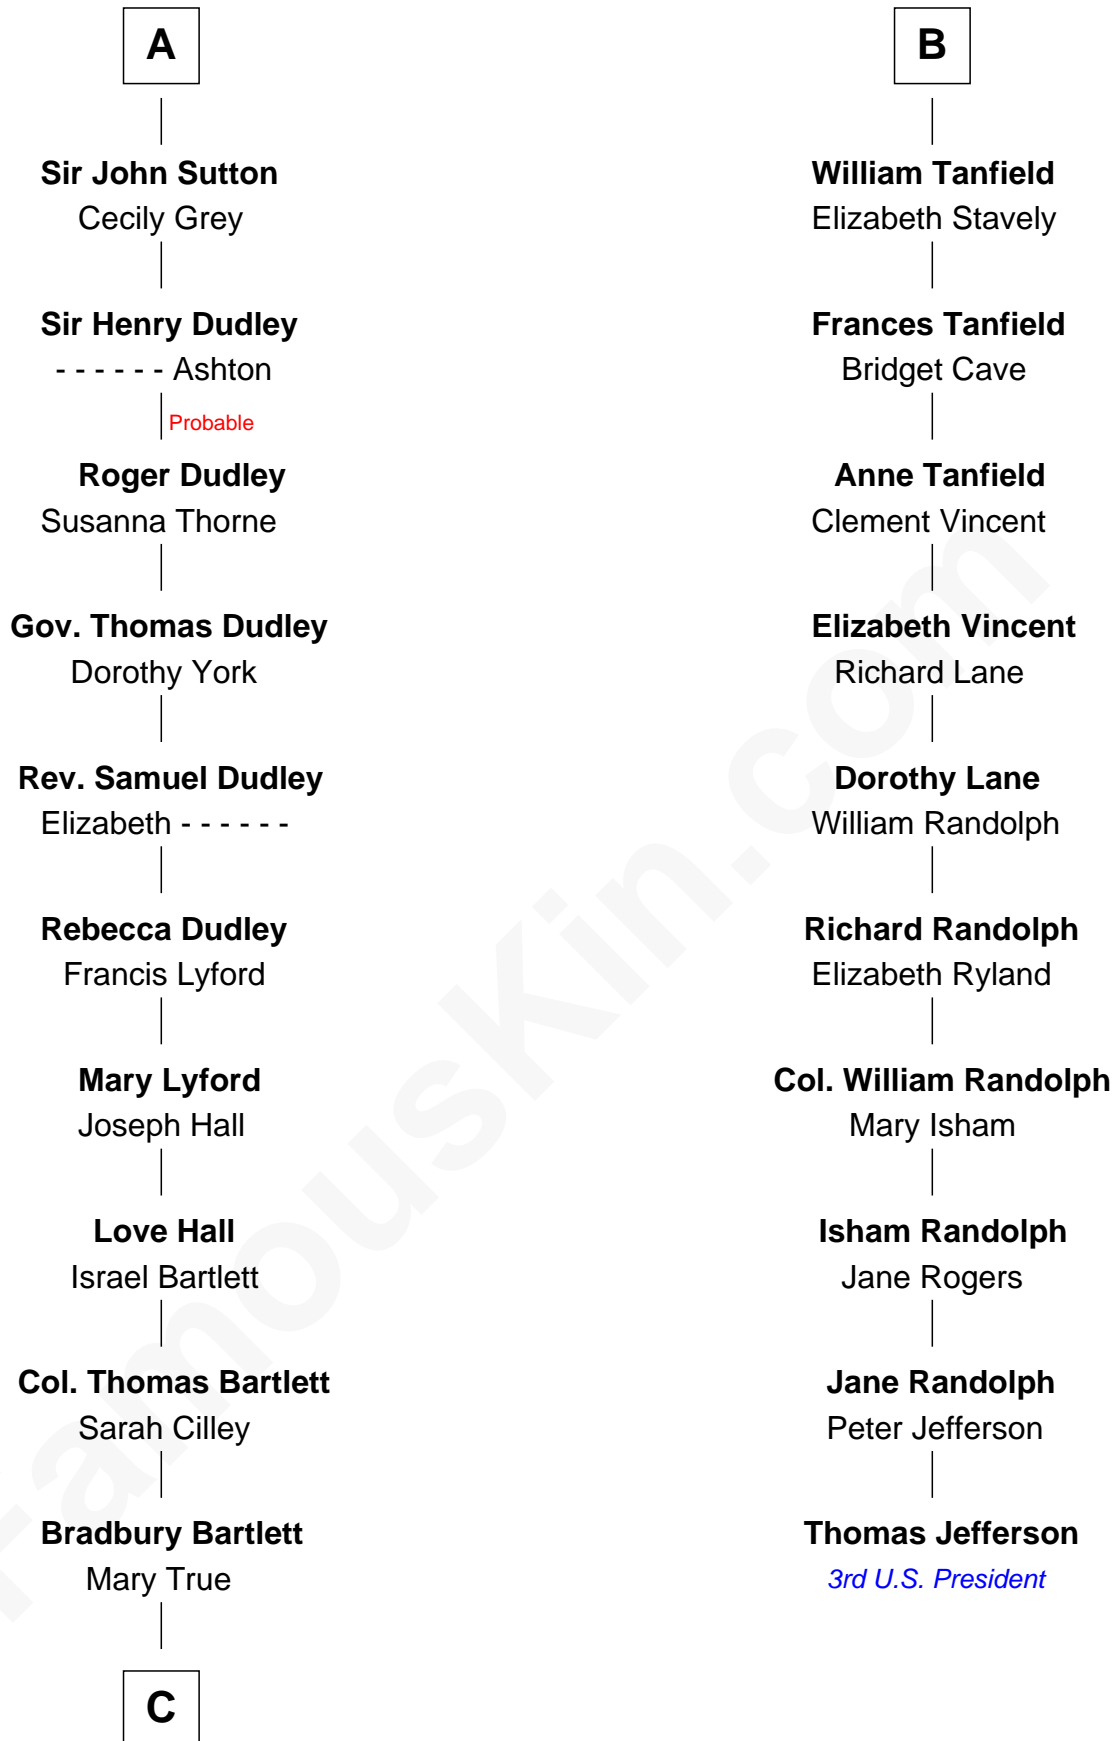 A
Sir John Sutton
Cecily Grey
Sir Henry Dudley
- - - - - - Ashton
Probable
Roger Dudley
Susanna Thorne
Gov. Thomas Dudley
Dorothy York
Rev. Samuel Dudley
Elizabeth - - - - - -
Rebecca Dudley
Francis Lyford
Mary Lyford
Joseph Hall
Love Hall
Israel Bartlett
Col. Thomas Bartlett
Sarah Cilley
Bradbury Bartlett
Mary True
C
B
William Tanfield
Elizabeth Stavely
Frances Tanfield
Bridget Cave
Anne Tanfield
Clement Vincent
Elizabeth Vincent
Richard Lane
Dorothy Lane
William Randolph
Richard Randolph
Elizabeth Ryland
Col. William Randolph
Mary Isham
Isham Randolph
Jane Rogers
Jane Randolph
Peter Jefferson
Thomas Jefferson
3rd U.S. President
FamousKin.com